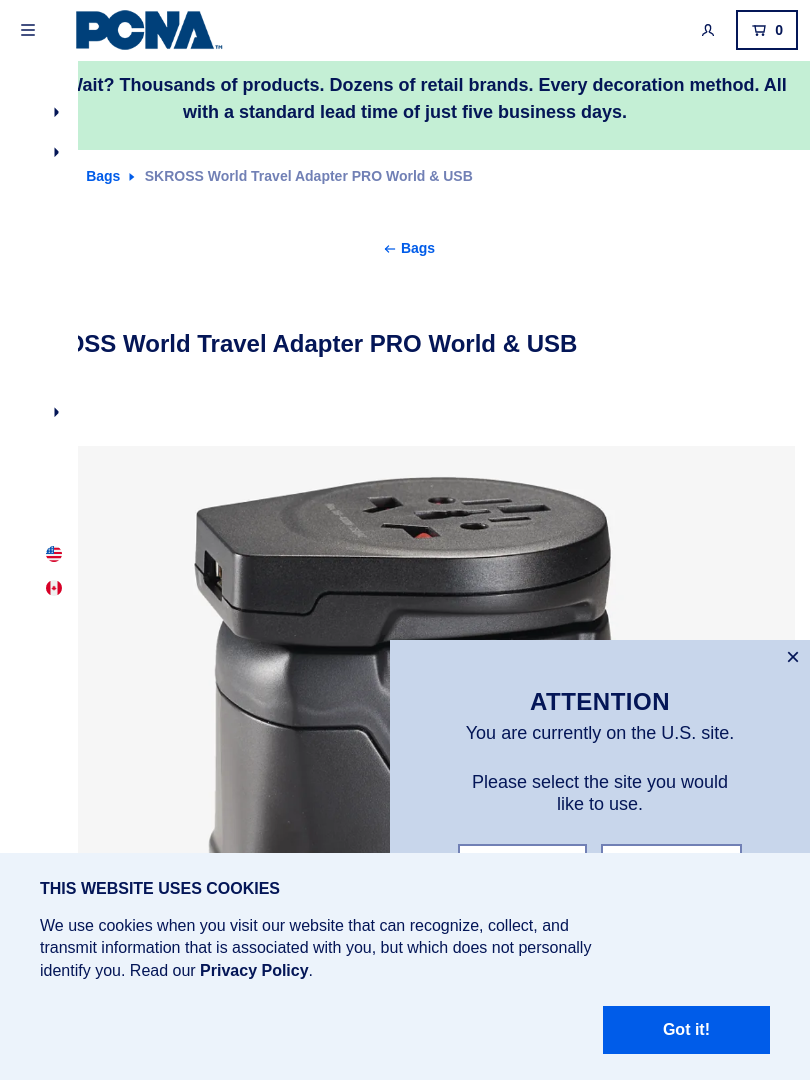 PCNA
TM
0
Wait? Thousands of products. Dozens of retail brands. Every decoration method. All
with a standard lead time of just five business days.
Bags
SKROSS World Travel Adapter PRO World & USB
Bags
OSS World Travel Adapter PRO World & USB
ATTENTION
You are currently on the U.S. site.
Please select the site you would
like to use.
THIS WEBSITE USES COOKIES
We use cookies when you visit our website that can recognize, collect, and
transmit information that is associated with you, but which does not personally
identify you. Read our Privacy Policy.
Got it!